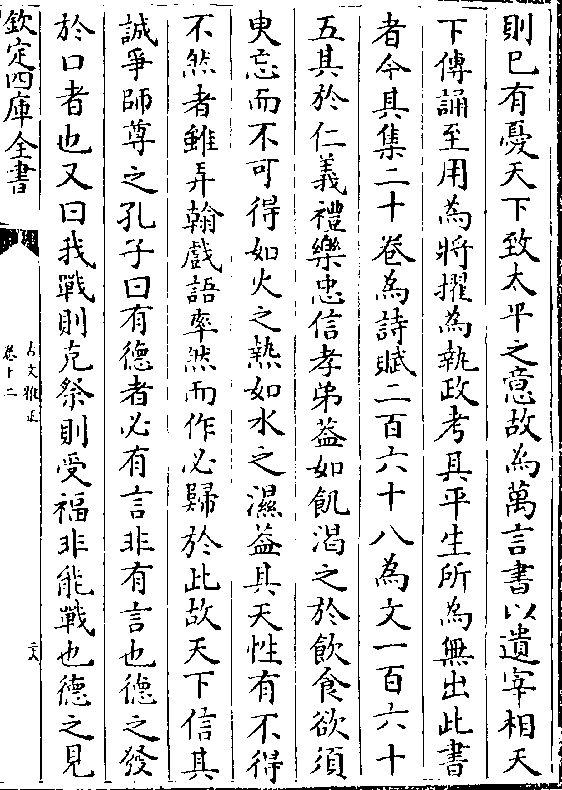 則已有憂天下致太平之意故為萬言書以遺宰相天
下傳誦至用為將擢為執政考其平生所為無出此書
者今其集二十卷為詩賦二百六十八為文一百六十
五其於仁義禮樂忠信孝弟葢如飢渴之於飲食欲須
臾忘而不可得如火之熱如水之濕葢其天性有不得
不然者雖弄翰戲語率然而作必歸於此故天下信其
誠爭師尊之孔子曰有德者必有言非有言也德之發
於口者也又曰我戰則克祭則受福非能戰也德之見
欽定四庫全書
古文雅正
卷十二
二八